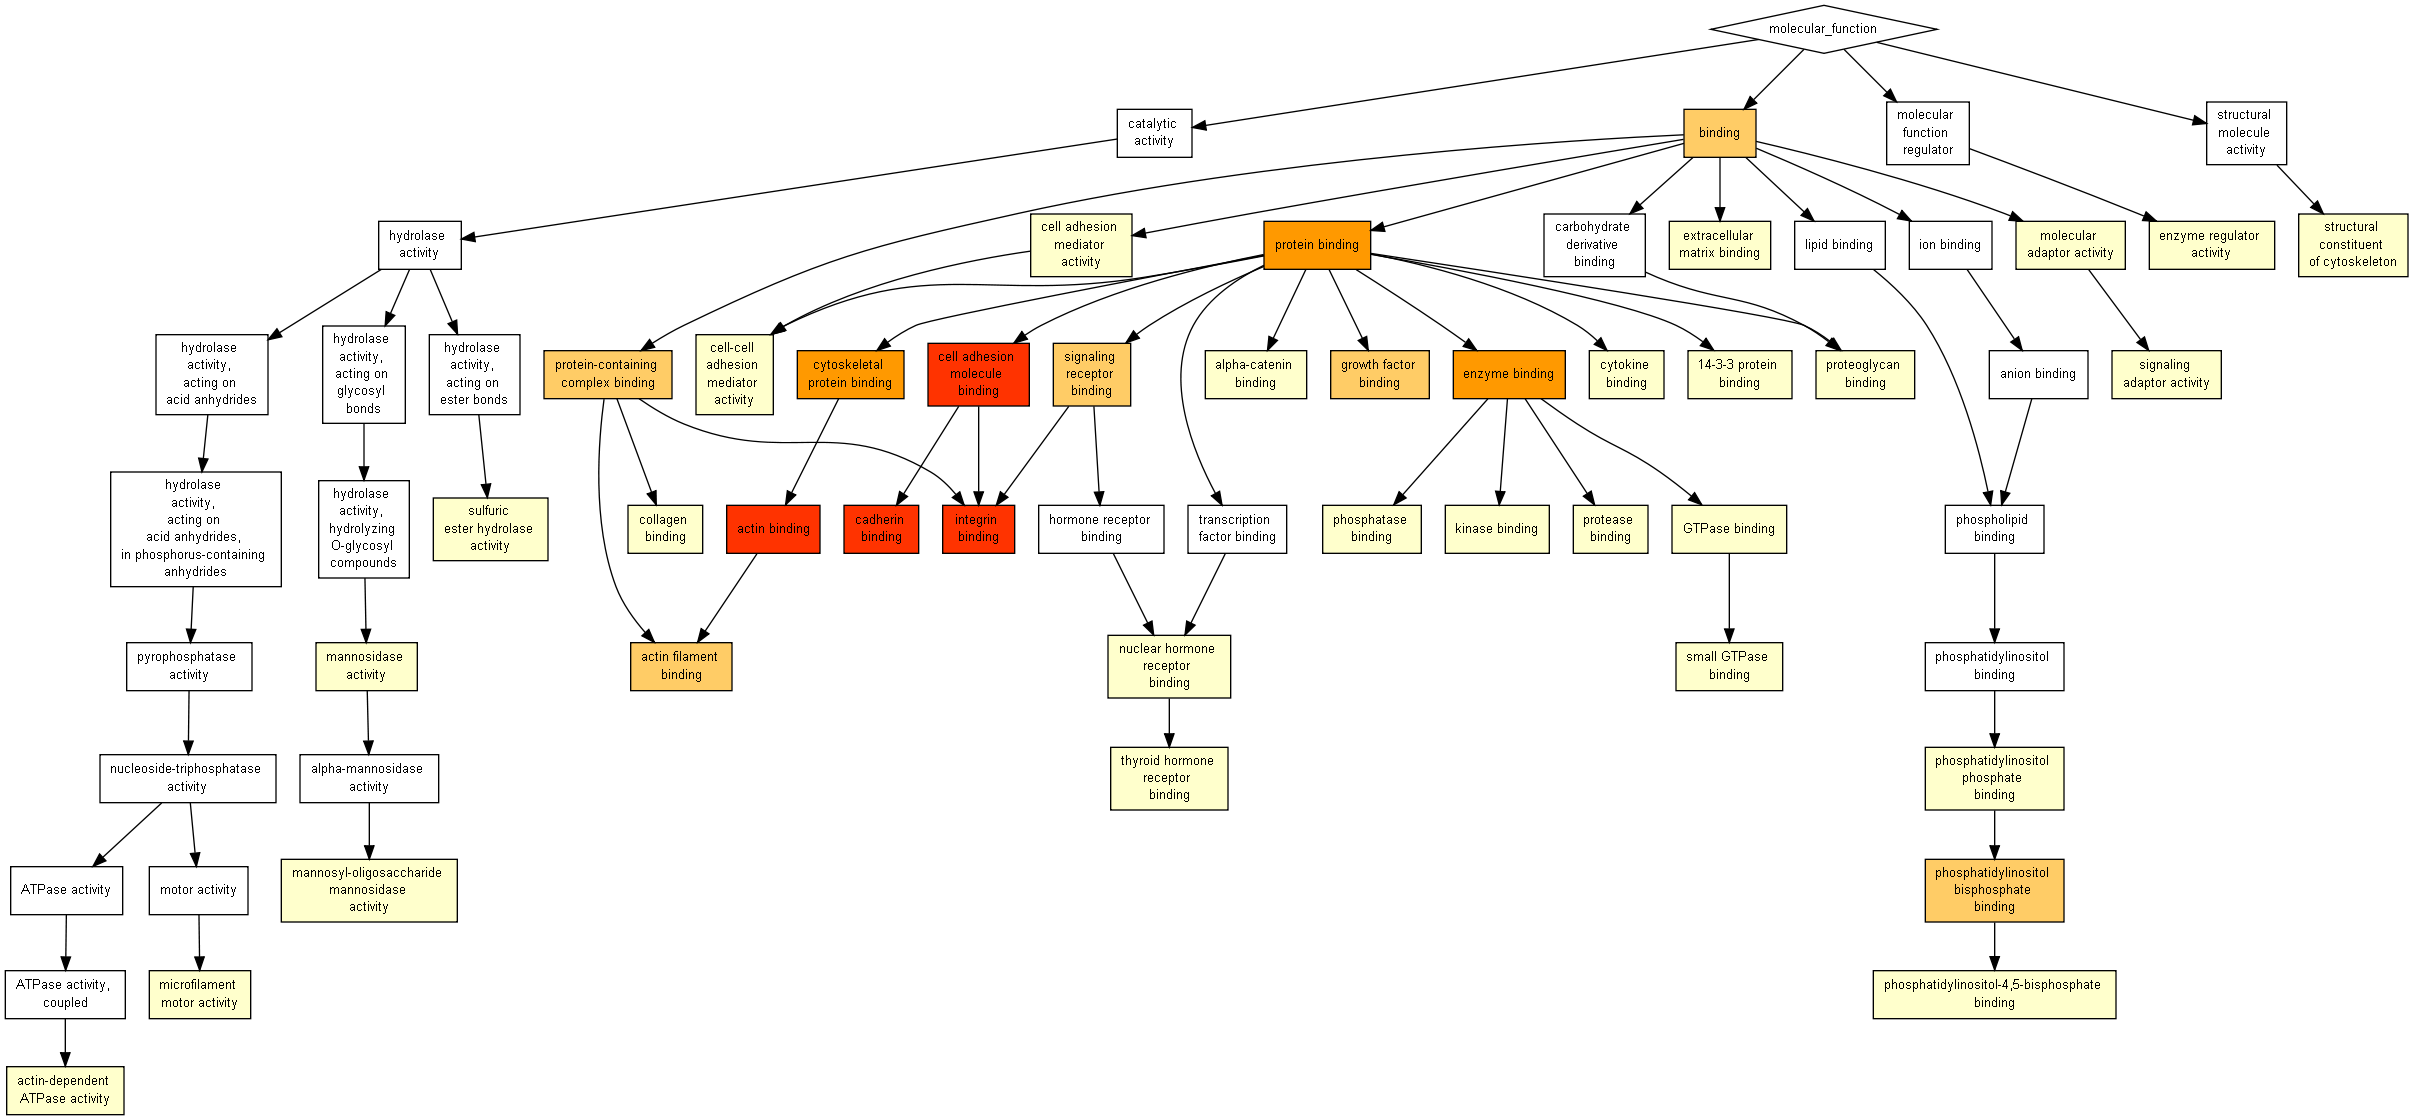 molecular_function
catalytic
activity
binding
molecular
function
regulator
structural
molecule
activity
hydrolase
activity
cell adhesion
mediator
activity
protein binding
carbohydrate
derivative
binding
extracellular
matrix binding
lipid binding
ion binding
molecular
adaptor activity
enzyme regulator
activity
structural
constituent
of cytoskeleton
hydrolase
activity,
acting on
acid anhydrides
hydrolase
activity,
acting on
glycosyl
bonds
hydrolase
activity,
acting on
ester bonds
protein-containing
complex binding
cell-cell
adhesion
mediator
activity
cytoskeletal
protein binding
cell adhesion
molecule
binding
signaling
receptor
binding
alpha-catenin
binding
growth factor
binding
enzyme binding
cytokine
binding
14-3-3 protein
binding
proteoglycan
binding
anion binding
signaling
adaptor activity
hydrolase
activity,
acting on
acid anhydrides,
in phosphorus-containing
anhydrides
hydrolase
activity,
hydrolyzing
O-glycosyl
compounds
sulfuric
ester hydrolase
activity
collagen
binding
actin binding
cadherin
binding
integrin
binding
hormone receptor
binding
transcription
factor binding
phosphatase
binding
kinase binding
protease
binding
GTPase binding
phospholipid
binding
pyrophosphatase
activity
mannosidase
activity
actin filament
binding
nuclear hormone
receptor
binding
small GTPase
binding
phosphatidylinositol
binding
nucleoside-triphosphatase
activity
alpha-mannosidase
activity
thyroid hormone
receptor
binding
phosphatidylinositol
phosphate
binding
ATPase activity
motor activity
mannosyl-oligosaccharide
mannosidase
activity
phosphatidylinositol
bisphosphate
binding
ATPase activity,
coupled
microfilament
motor activity
phosphatidylinositol-4,5-bisphosphate
binding
actin-dependent
ATPase activity